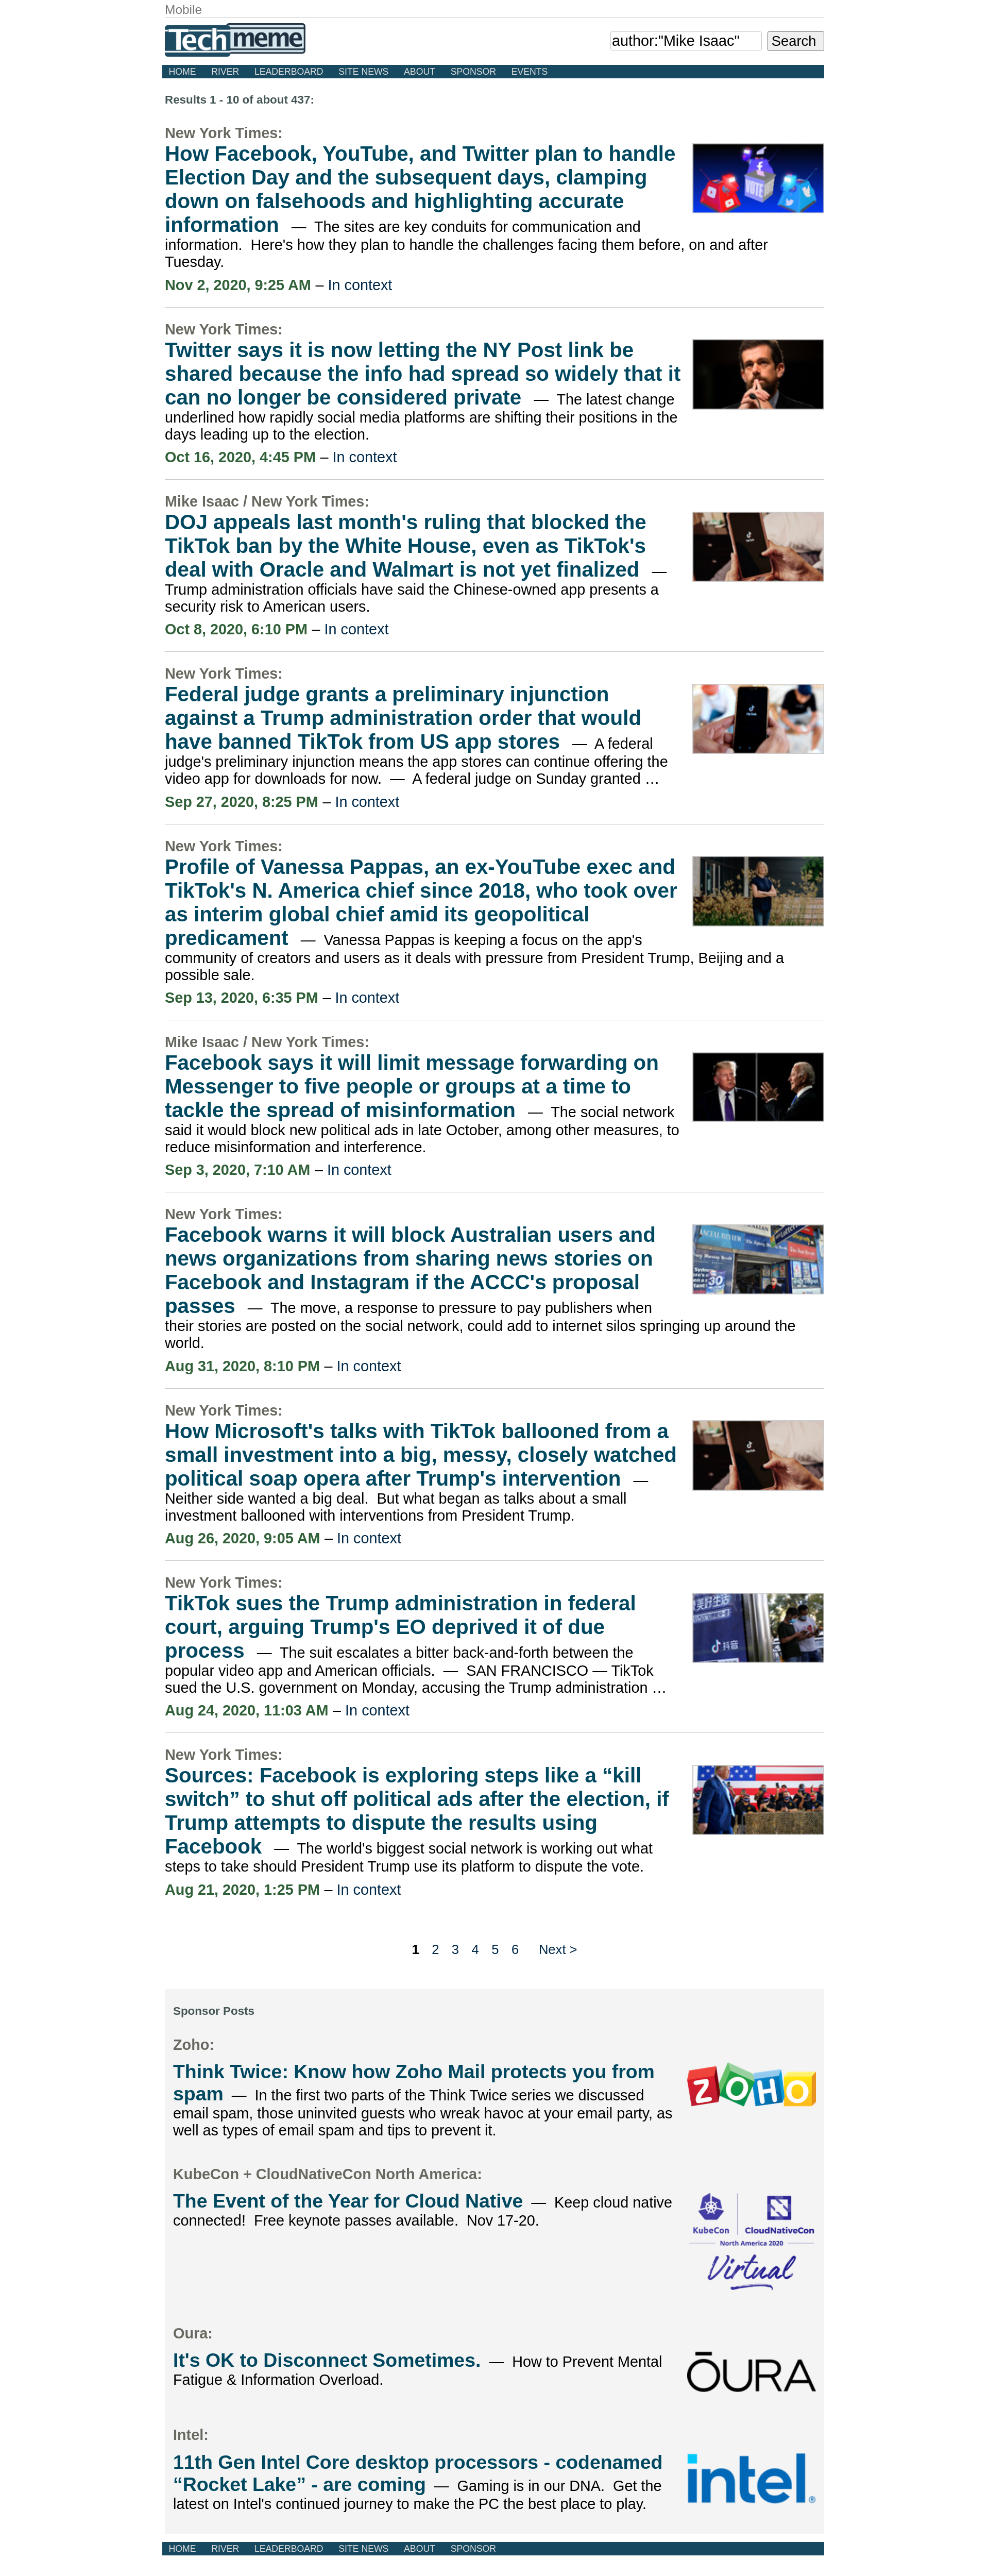 Mobile
Techmeme
author:"Mike Isaac"
Search
HOME RIVER LEADERBOARD SITE NEWS ABOUT SPONSOR EVENTS
Results 1 - 10 of about 437:
New York Times:
How Facebook, YouTube, and Twitter plan to handle
Election Day and the subsequent days, clamping
down on falsehoods and highlighting accurate
information — The sites are key conduits for communication and
information. Here's how they plan to handle the challenges facing them before, on and after
Tuesday.
VOTE
Nov 2, 2020, 9:25 AM – In context
New York Times:
Twitter says it is now letting the NY Post link be
shared because the info had spread so widely that it
can no longer be considered private — The latest change
underlined how rapidly social media platforms are shifting their positions in the
days leading up to the election.
Oct 16, 2020, 4:45 PM – In context
Mike Isaac / New York Times:
DOJ appeals last month's ruling that blocked the
TikTok ban by the White House, even as TikTok's
deal with Oracle and Walmart is not yet finalized —
Trump administration officials have said the Chinese-owned app presents a
security risk to American users.
Oct 8, 2020, 6:10 PM – In context
New York Times:
Federal judge grants a preliminary injunction
against a Trump administration order that would
have banned TikTok from US app stores — A federal
judge's preliminary injunction means the app stores can continue offering the
video app for downloads for now. — A federal judge on Sunday granted …
Sep 27, 2020, 8:25 PM – In context
New York Times:
Profile of Vanessa Pappas, an ex-YouTube exec and
TikTok's N. America chief since 2018, who took over
as interim global chief amid its geopolitical
predicament — Vanessa Pappas is keeping a focus on the app's
community of creators and users as it deals with pressure from President Trump, Beijing and a
possible sale.
Sep 13, 2020, 6:35 PM – In context
Mike Isaac / New York Times:
Facebook says it will limit message forwarding on
Messenger to five people or groups at a time to
tackle the spread of misinformation — The social network
said it would block new political ads in late October, among other measures, to
reduce misinformation and interference.
Sep 3, 2020, 7:10 AM – In context
New York Times:
Facebook warns it will block Australian users and
news organizations from sharing news stories on
Facebook and Instagram if the ACCC's proposal
passes — The move, a response to pressure to pay publishers when
their stories are posted on the social network, could add to internet silos springing up around the
world.
Aug 31, 2020, 8:10 PM – In context
New York Times:
How Microsoft's talks with TikTok ballooned from a
small investment into a big, messy, closely watched
political soap opera after Trump's intervention —
Neither side wanted a big deal. But what began as talks about a small
investment ballooned with interventions from President Trump.
Aug 26, 2020, 9:05 AM – In context
New York Times:
TikTok sues the Trump administration in federal
court, arguing Trump's EO deprived it of due
process — The suit escalates a bitter back-and-forth between the
popular video app and American officials. — SAN FRANCISCO — TikTok
sued the U.S. government on Monday, accusing the Trump administration …
抖音
Aug 24, 2020, 11:03 AM – In context
New York Times:
Sources: Facebook is exploring steps like a “kill
switch” to shut off political ads after the election, if
Trump attempts to dispute the results using
Facebook — The world's biggest social network is working out what
steps to take should President Trump use its platform to dispute the vote.
Aug 21, 2020, 1:25 PM – In context
1 2 3 4 5 6 Next >
Sponsor Posts
Zoho:
Think Twice: Know how Zoho Mail protects you from
spam — In the first two parts of the Think Twice series we discussed
email spam, those uninvited guests who wreak havoc at your email party, as
well as types of email spam and tips to prevent it.
ZOHO
KubeCon + CloudNativeCon North America:
The Event of the Year for Cloud Native — Keep cloud native
connected! Free keynote passes available. Nov 17-20.
KubeCon CloudNativeCon
North America 2020
Virtual
Oura:
It's OK to Disconnect Sometimes. — How to Prevent Mental
Fatigue & Information Overload.
ŌURA
Intel:
11th Gen Intel Core desktop processors - codenamed
“Rocket Lake” - are coming — Gaming is in our DNA. Get the
latest on Intel's continued journey to make the PC the best place to play.
intel®
HOME RIVER LEADERBOARD SITE NEWS ABOUT SPONSOR